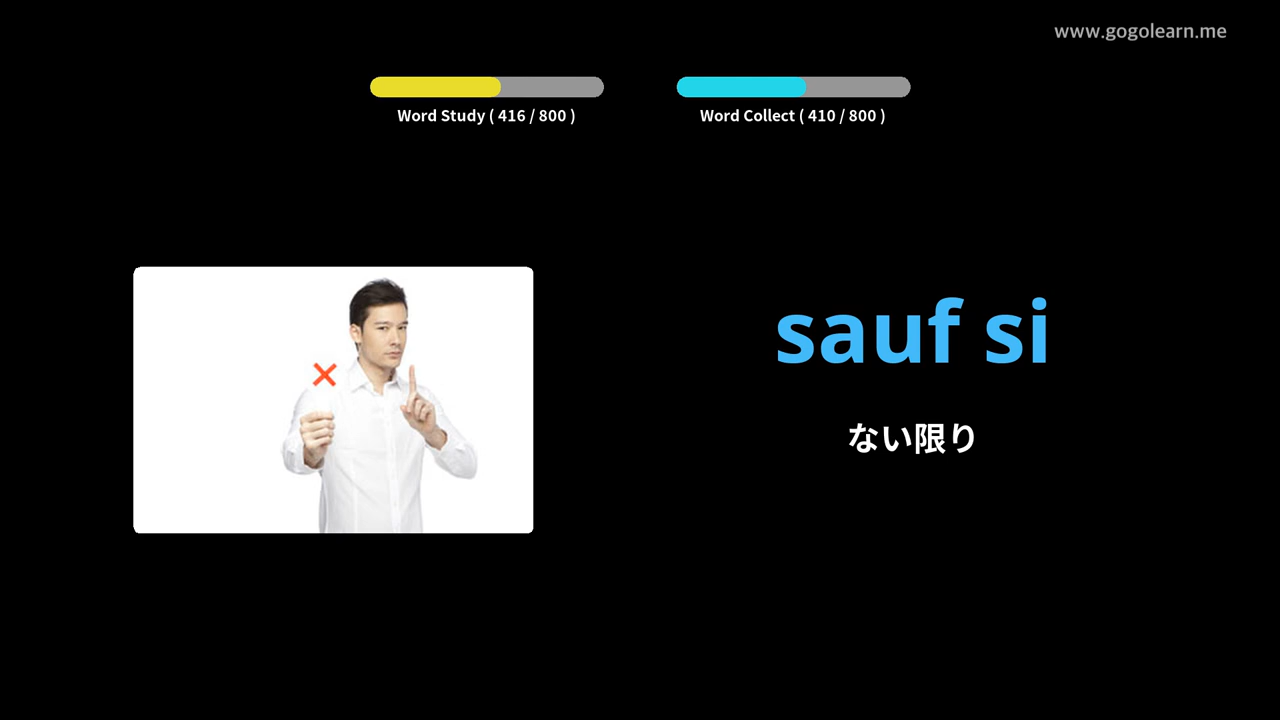 www.gogolearn.me
Word Study ( 416 / 800 )
Word Collect ( 410 / 800 )
sauf si
ない限り